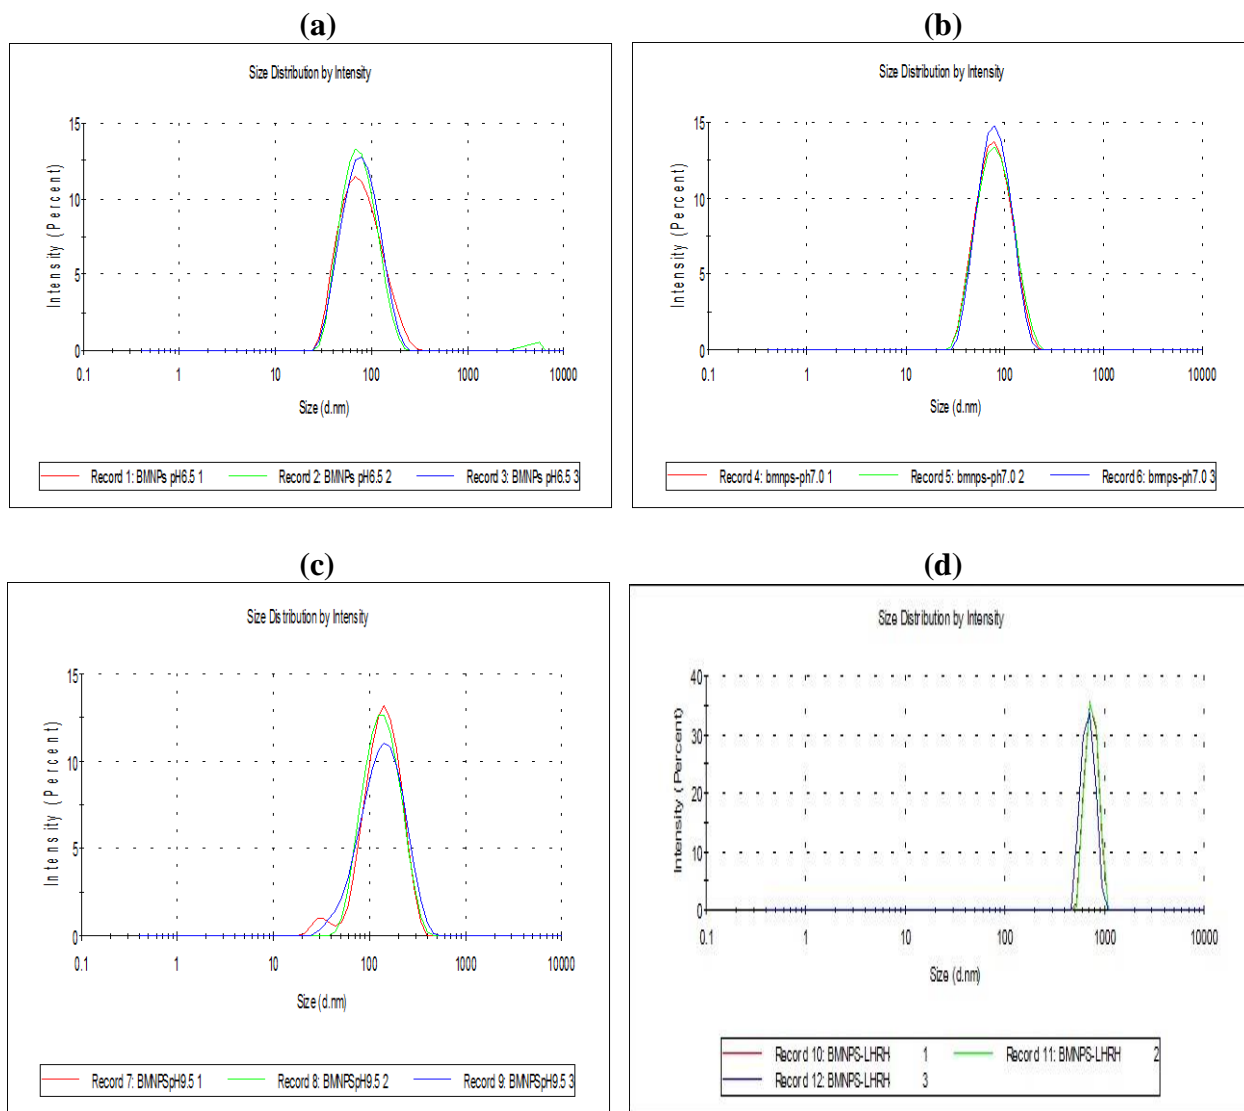 (a)
Size Distribution by Intensity
15
10
5
0
Intensity (Percent)
0.1 1 10 100 1000 10000
Size (d.nm)
Record 1: BMNPs pH6.5 1 Record 2: BMNPs pH6.5 2 Record 3: BMNPs pH6.5 3
(b)
Size Distribution by Intensity
15
10
5
0
Intensity (Percent)
0.1 1 10 100 1000 10000
Size (d.nm)
Record 4: bmnps-ph7.0 1 Record 5: bmnps-ph7.0 2 Record 6: bmnps-ph7.0 3
(c)
Size Distribution by Intensity
15
10
5
0
Intensity (Percent)
0.1 1 10 100 1000 10000
Size (d.nm)
Record 7: BMNPSpH9.5 1 Record 8: BMNPSpH9.5 2 Record 9: BMNPSpH9.5 3
(d)
Size Distribution by Intensity
40
30
20
10
0
Intensity (Percent)
0.1 1 10 100 1000 10000
Size (d.nm)
Record 10: BMNPS-LHRH 1 Record 11: BMNPS-LHRH 2
Record 12: BMNPS-LHRH 3